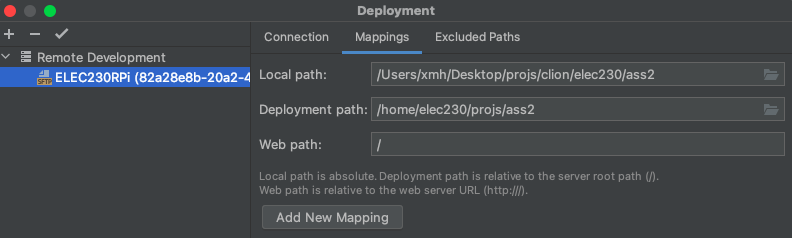 Deployment
Remote Development
SFTP ELEC230RPi (82a28e8b-20a2-4
Connection Mappings Excluded Paths
Local path: /Users/xmh/Desktop/projs/clion/elec230/ass2
Deployment path: /home/elec230/projs/ass2
Web path: /
Local path is absolute. Deployment path is relative to the server root path (/).
Web path is relative to the web server URL (http:///).
Add New Mapping